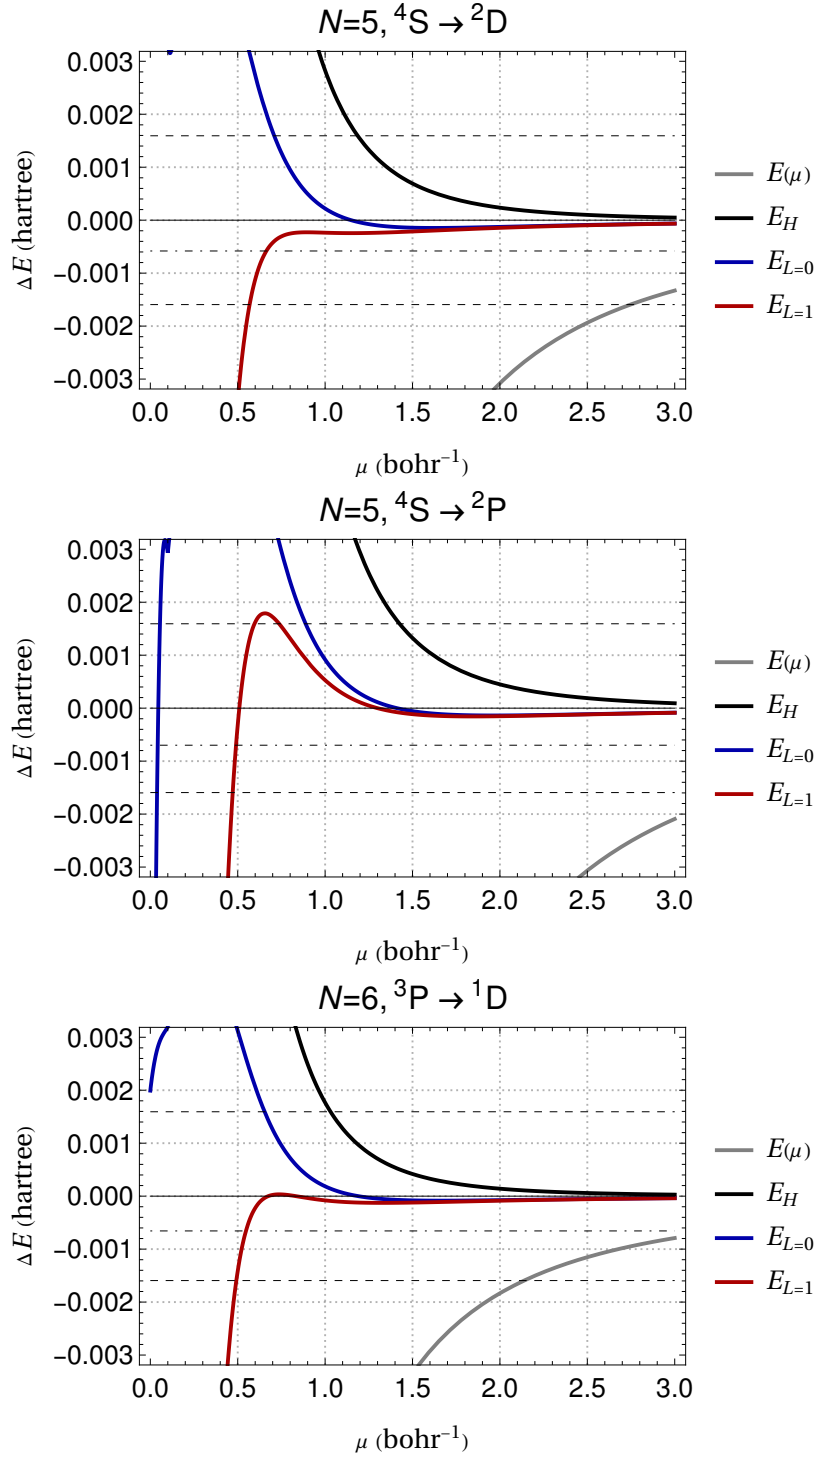 N=5, ⁴S → ²D
0.003
0.002
0.001
0.000
−0.001
−0.002
−0.003
ΔE (hartree)
0.0 0.5 1.0 1.5 2.0 2.5 3.0
μ (bohr⁻¹)
E(μ)
E_H
E_{L=0}
E_{L=1}
N=5, ⁴S → ²P
0.003
0.002
0.001
0.000
−0.001
−0.002
−0.003
ΔE (hartree)
0.0 0.5 1.0 1.5 2.0 2.5 3.0
μ (bohr⁻¹)
E(μ)
E_H
E_{L=0}
E_{L=1}
N=6, ³P → ¹D
0.003
0.002
0.001
0.000
−0.001
−0.002
−0.003
ΔE (hartree)
0.0 0.5 1.0 1.5 2.0 2.5 3.0
μ (bohr⁻¹)
E(μ)
E_H
E_{L=0}
E_{L=1}